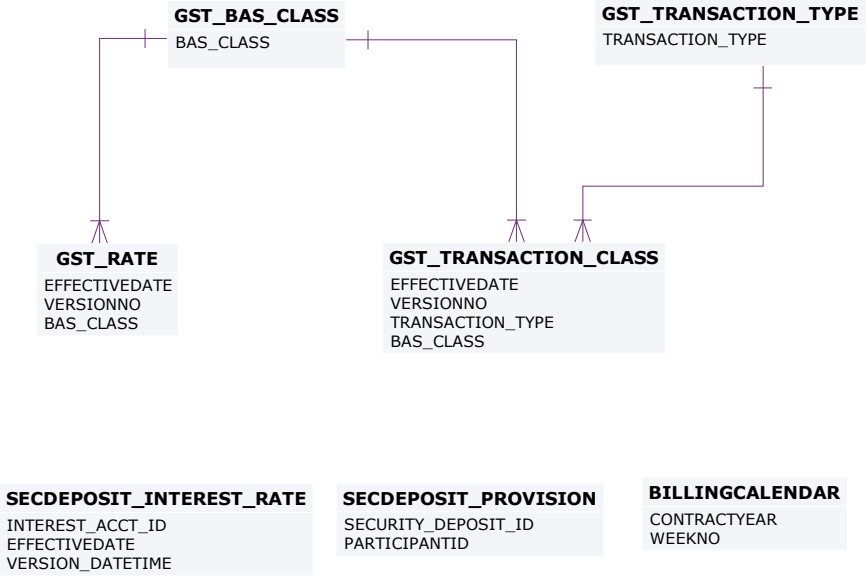 GST_BAS_CLASS
BAS_CLASS
GST_TRANSACTION_TYPE
TRANSACTION_TYPE
GST_RATE
EFFECTIVEDATE
VERSIONNO
BAS_CLASS
GST_TRANSACTION_CLASS
EFFECTIVEDATE
VERSIONNO
TRANSACTION_TYPE
BAS_CLASS
SECDEPOSIT_INTEREST_RATE
INTEREST_ACCT_ID
EFFECTIVEDATE
VERSION_DATETIME
SECDEPOSIT_PROVISION
SECURITY_DEPOSIT_ID
PARTICIPANTID
BILLINGCALENDAR
CONTRACTYEAR
WEEKNO